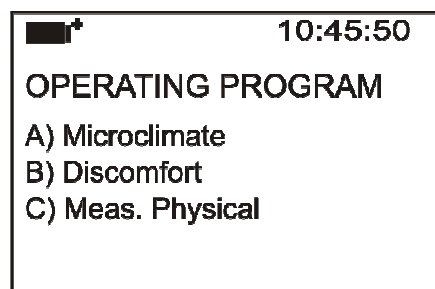 10:45:50
OPERATING PROGRAM
A) Microclimate
B) Discomfort
C) Meas. Physical